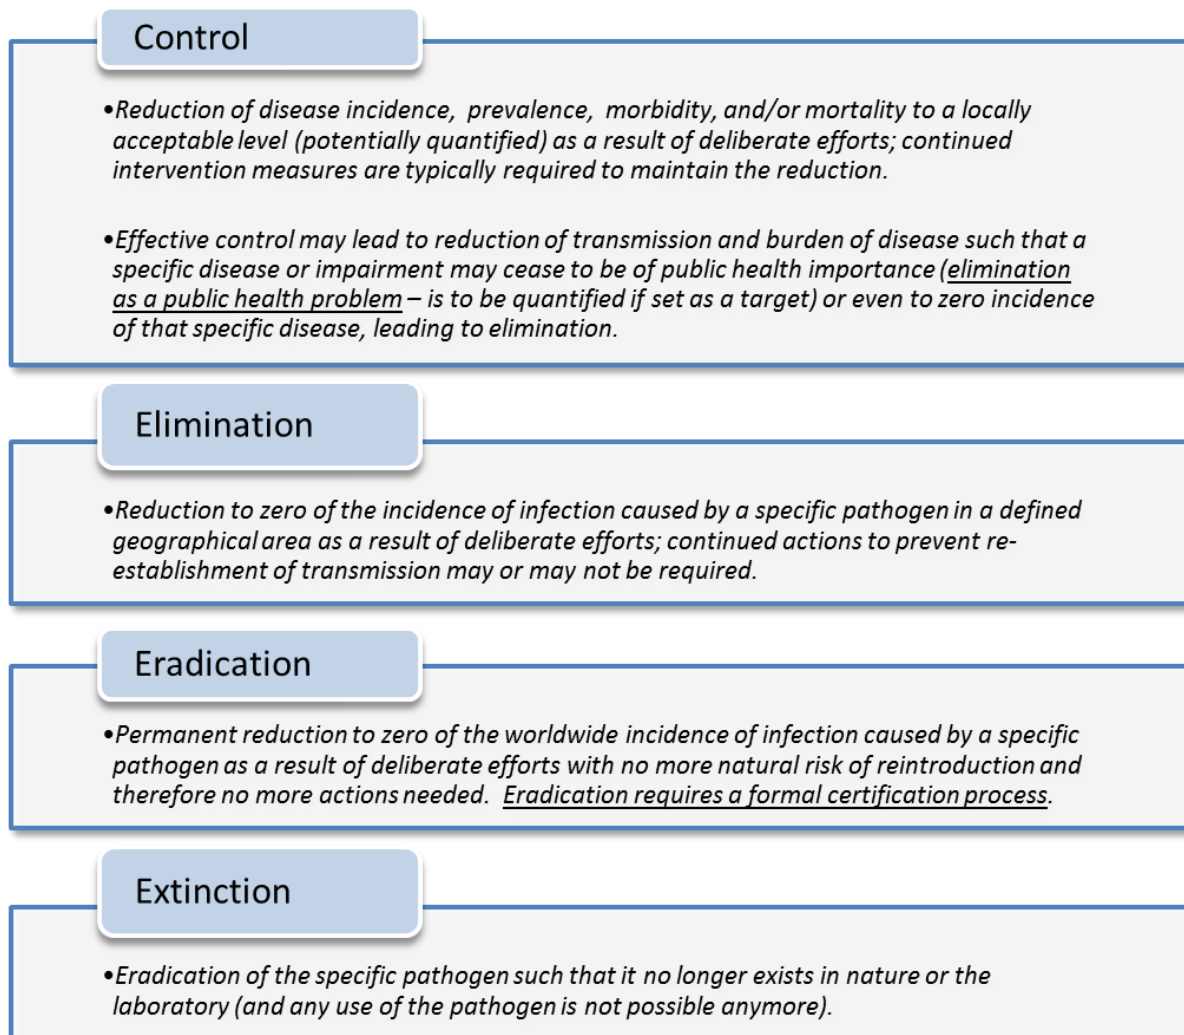 Control
•Reduction of disease incidence, prevalence, morbidity, and/or mortality to a locally
acceptable level (potentially quantified) as a result of deliberate efforts; continued
intervention measures are typically required to maintain the reduction.
•Effective control may lead to reduction of transmission and burden of disease such that a
specific disease or impairment may cease to be of public health importance (elimination
as a public health problem – is to be quantified if set as a target) or even to zero incidence
of that specific disease, leading to elimination.
Elimination
•Reduction to zero of the incidence of infection caused by a specific pathogen in a defined
geographical area as a result of deliberate efforts; continued actions to prevent re-
establishment of transmission may or may not be required.
Eradication
•Permanent reduction to zero of the worldwide incidence of infection caused by a specific
pathogen as a result of deliberate efforts with no more natural risk of reintroduction and
therefore no more actions needed. Eradication requires a formal certification process.
Extinction
•Eradication of the specific pathogen such that it no longer exists in nature or the
laboratory (and any use of the pathogen is not possible anymore).